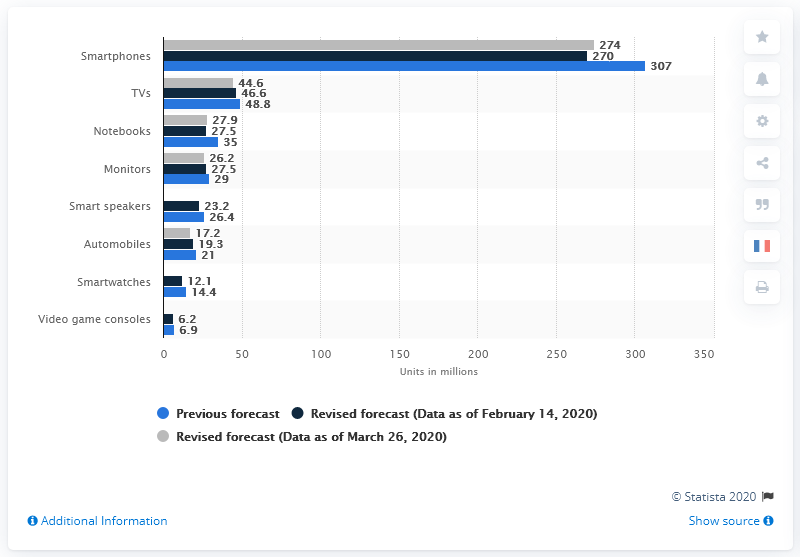 Smartphones 274
270
307
TVs 44.6
46.6
48.8
Notebooks 27.9
27.5
35
Monitors 26.2
27.5
29
Smart speakers 23.2
26.4
Automobiles 17.2
19.3
21
Smartwatches 12.1
14.4
Video game consoles 6.2
6.9
0 50 100 150 200 250 300 350
Units in millions
Previous forecast Revised forecast (Data as of February 14, 2020)
Revised forecast (Data as of March 26, 2020)
© Statista 2020
Additional Information Show source